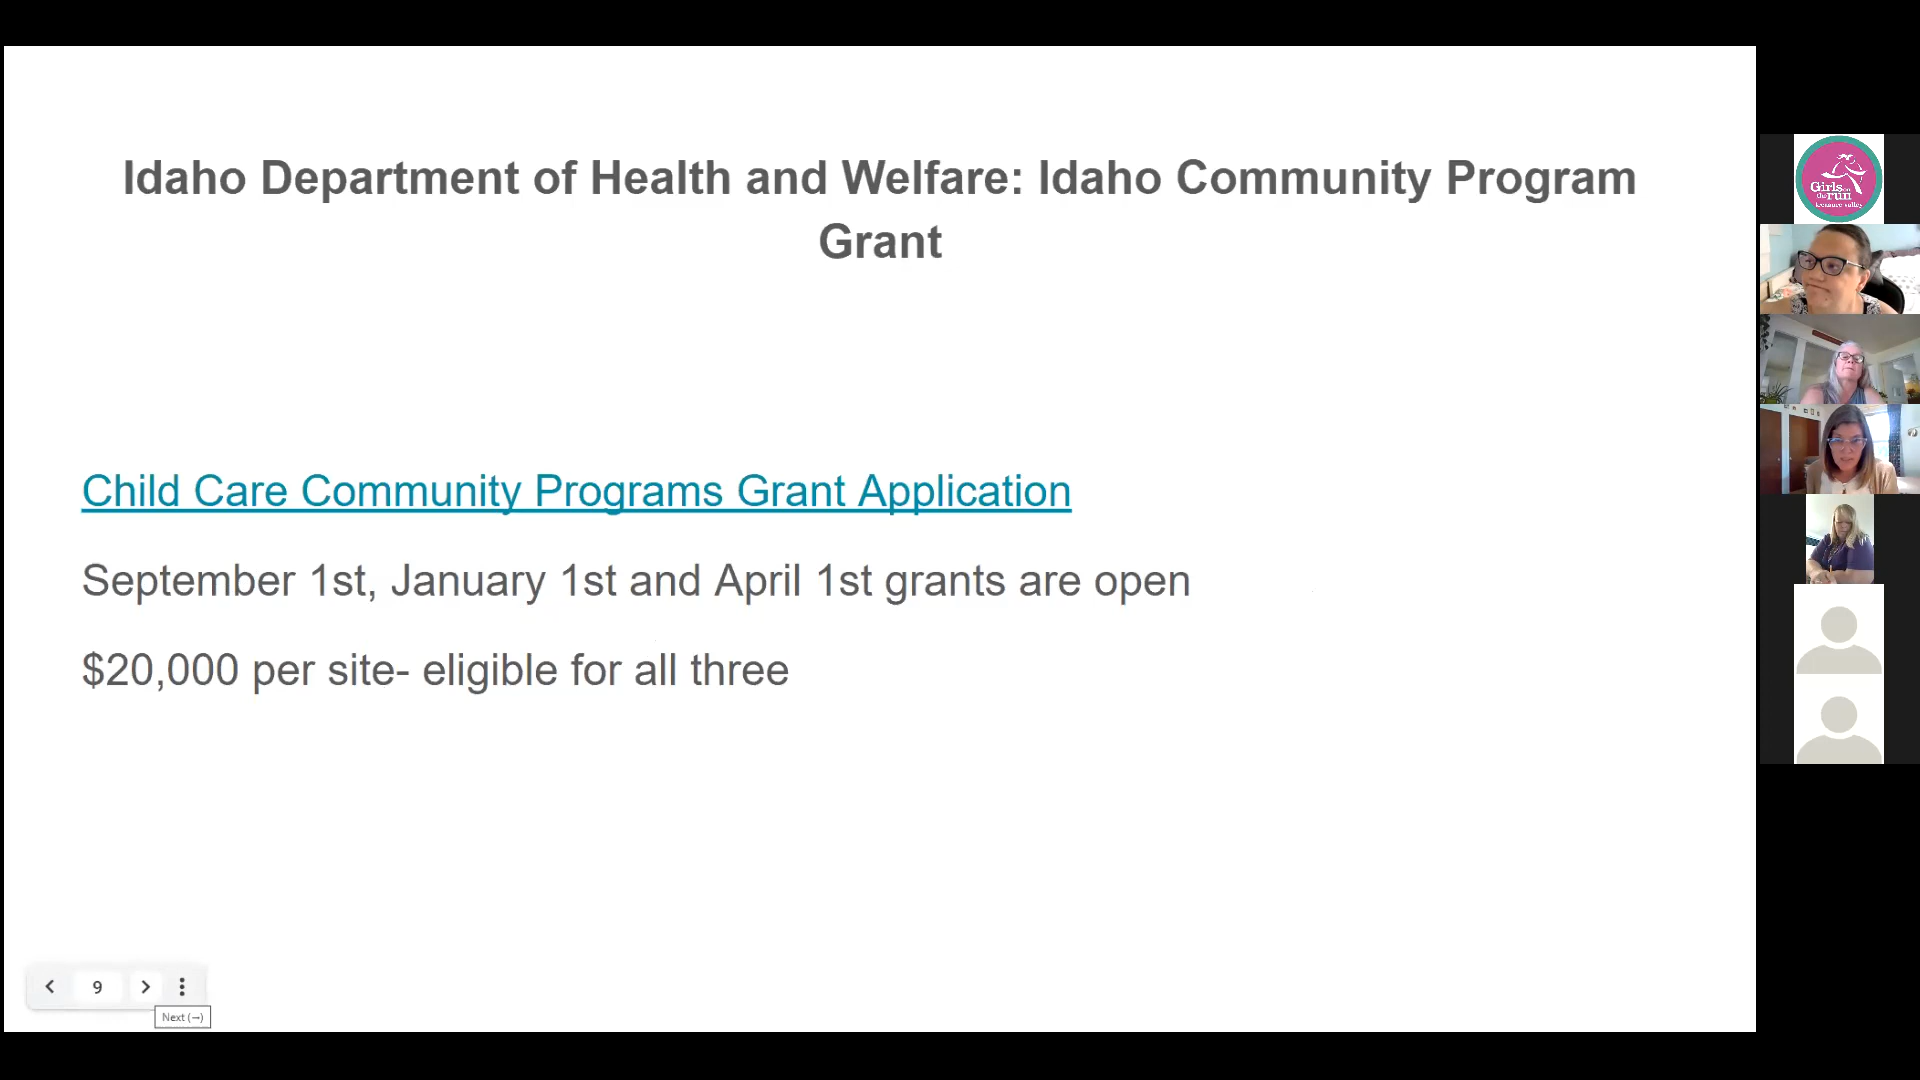 Idaho Department of Health and Welfare: Idaho Community Program
Grant
Child Care Community Programs Grant Application
September 1st, January 1st and April 1st grants are open
$20,000 per site- eligible for all three
9
Next (→)
Girls on
the run
treasure valley